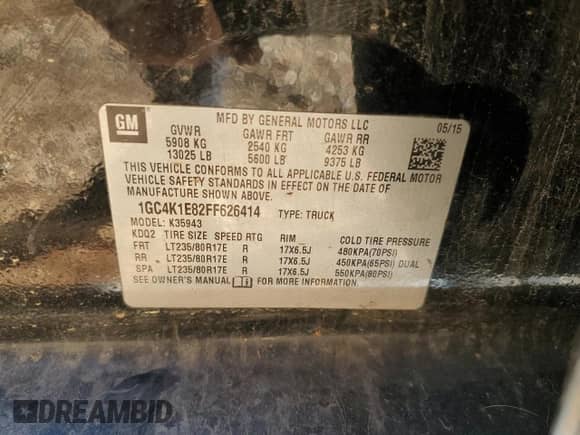 GM
MFD BY GENERAL MOTORS LLC
05/15
GVWR GAWR FRT GAWR RR
5908 KG 2540 KG 4253 KG
13025 LB 5600 LB 9375 LB
THIS VEHICLE CONFORMS TO ALL APPLICABLE U.S. FEDERAL MOTOR
VEHICLE SAFETY STANDARDS IN EFFECT ON THE DATE OF
MANUFACTURE SHOWN ABOVE.
1GC4K1E82FF626414 TYPE: TRUCK
MODEL: K35943
KDQ2 TIRE SIZE SPEED RTG RIM COLD TIRE PRESSURE
FRT LT235/80R17E R 17X6.5J 480KPA(70PSI)
RR LT235/80R17E R 17X6.5J 450KPA(65PSI) DUAL
SPA LT235/80R17E R 17X6.5J 550KPA(80PSI)
SEE OWNER'S MANUAL FOR MORE INFORMATION.
DREAMBID